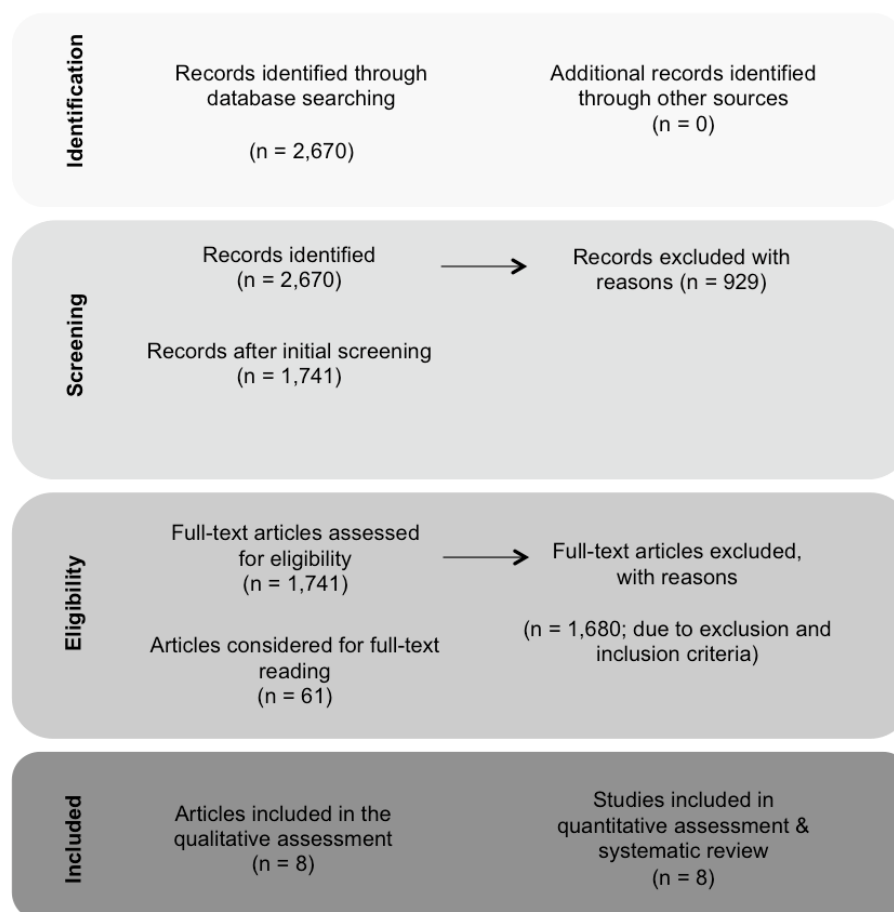 Identification
Records identified through
database searching
(n = 2,670)
Additional records identified
through other sources
(n = 0)
Screening
Records identified
(n = 2,670)
Records excluded with
reasons (n = 929)
Records after initial screening
(n = 1,741)
Eligibility
Full-text articles assessed
for eligibility
(n = 1,741)
Full-text articles excluded,
with reasons
(n = 1,680; due to exclusion and
inclusion criteria)
Articles considered for full-text
reading
(n = 61)
Included
Articles included in the
qualitative assessment
(n = 8)
Studies included in
quantitative assessment &
systematic review
(n = 8)